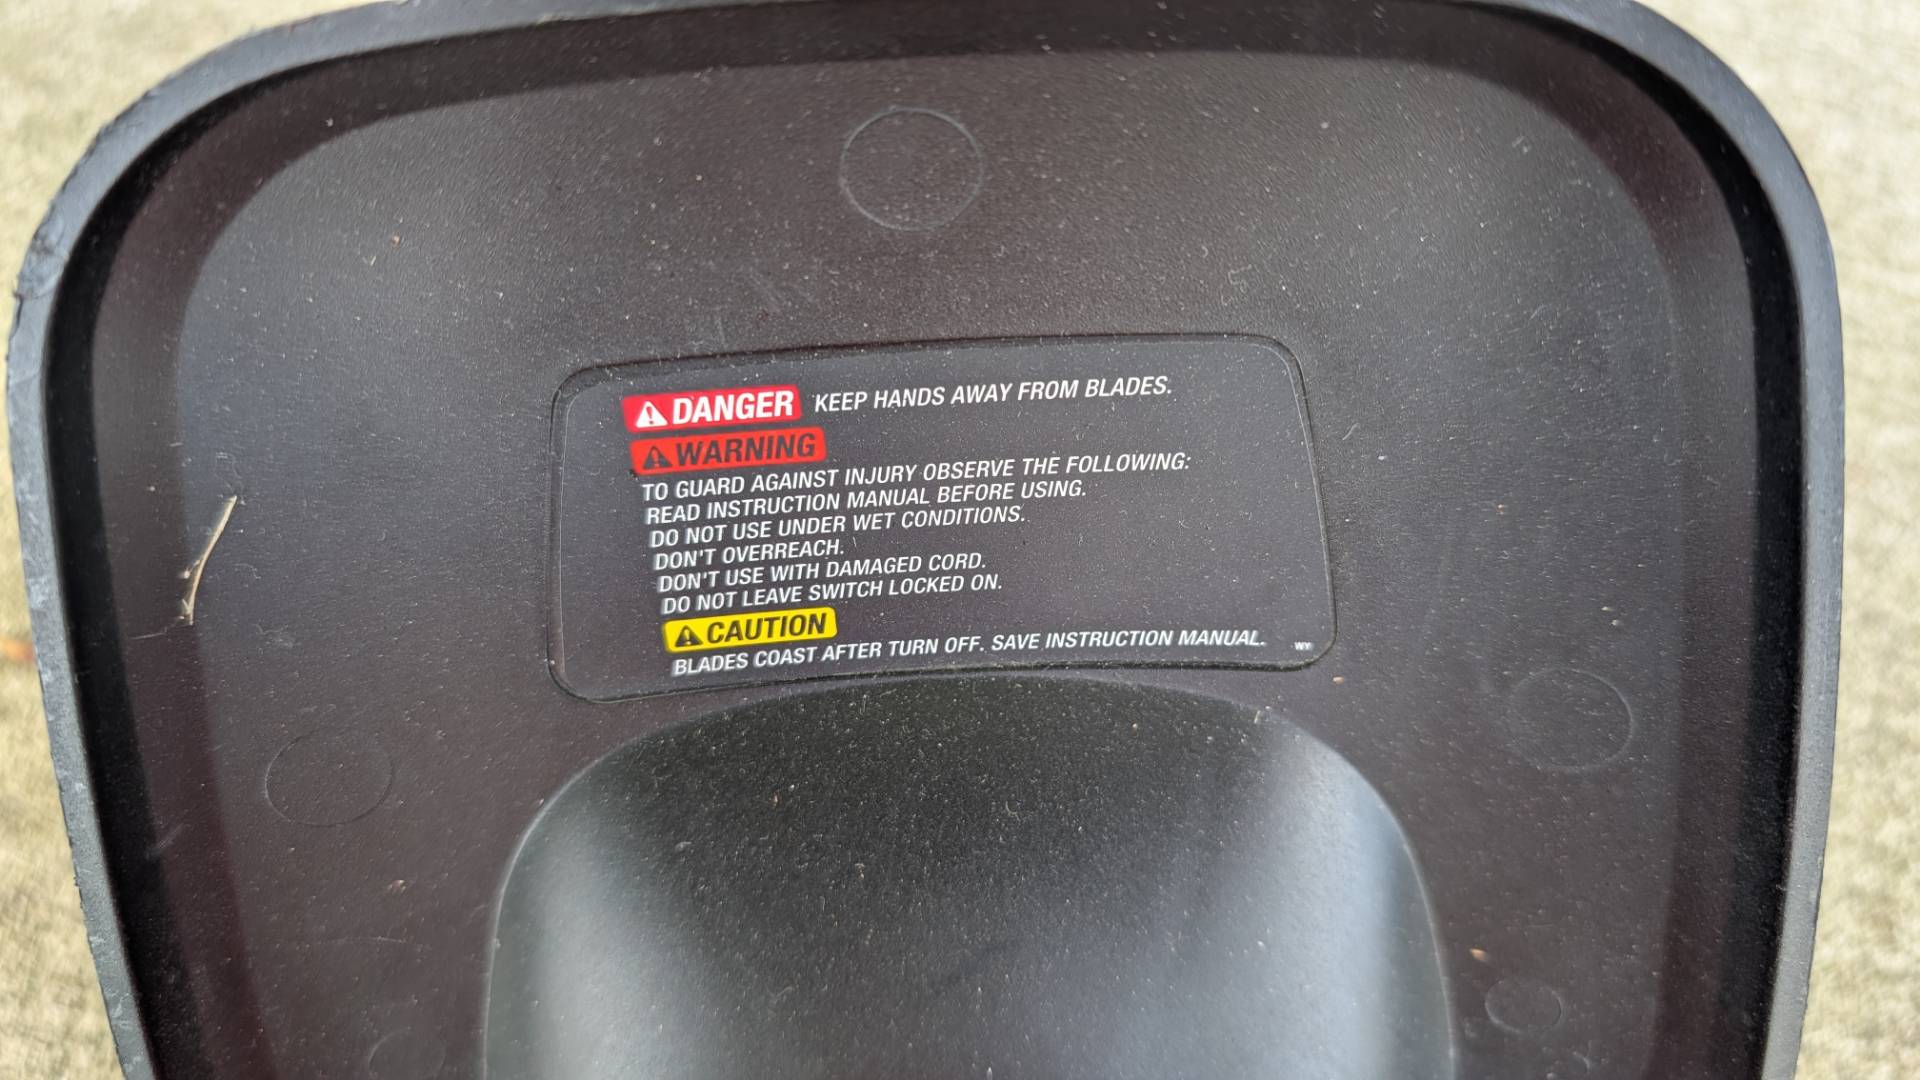 DANGER KEEP HANDS AWAY FROM BLADES.
WARNING
TO GUARD AGAINST INJURY OBSERVE THE FOLLOWING:
READ INSTRUCTION MANUAL BEFORE USING.
DO NOT USE UNDER WET CONDITIONS.
DON'T OVERREACH.
DON'T USE WITH DAMAGED CORD.
DO NOT LEAVE SWITCH LOCKED ON.
CAUTION
BLADES COAST AFTER TURN OFF. SAVE INSTRUCTION MANUAL. WY